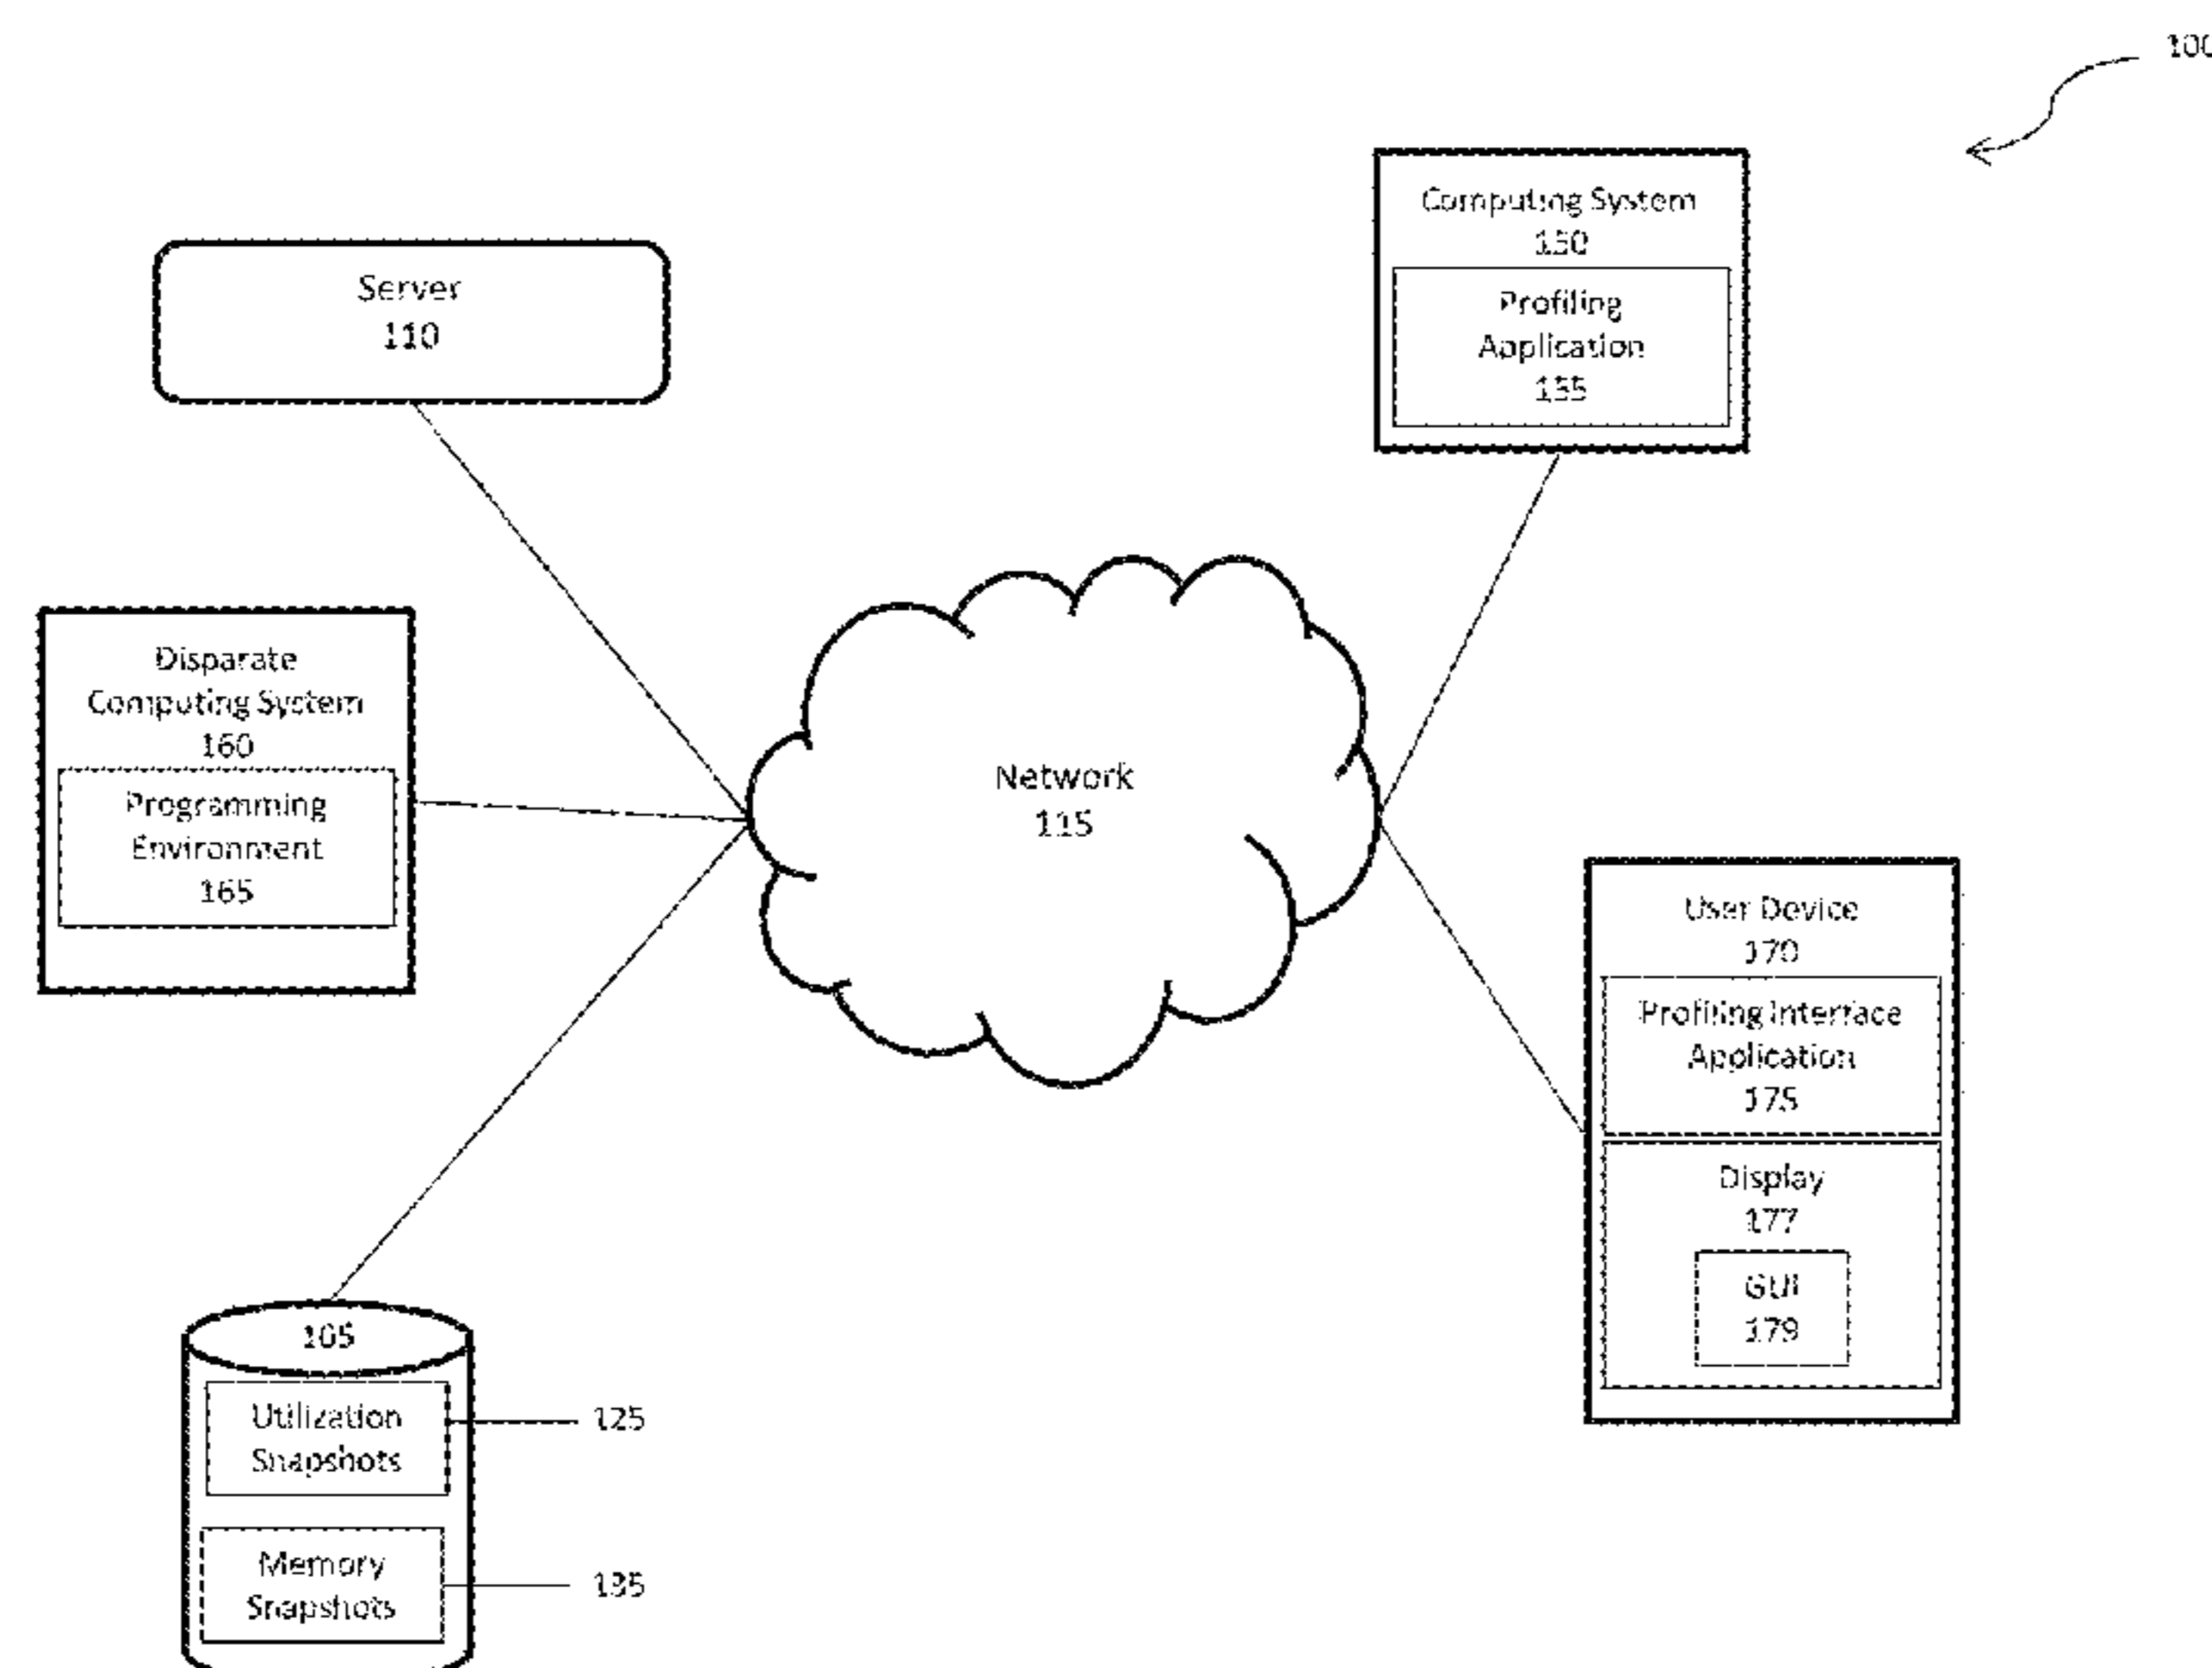 100
Server
110
Computing System
150
Profiling
Application
155
Disparate
Computing System
160
Programming
Environment
165
Network
115
User Device
170
Profiling Interface
Application
175
Display
177
GUI
179
105
Utilization
Snapshots
125
Memory
Snapshots
135